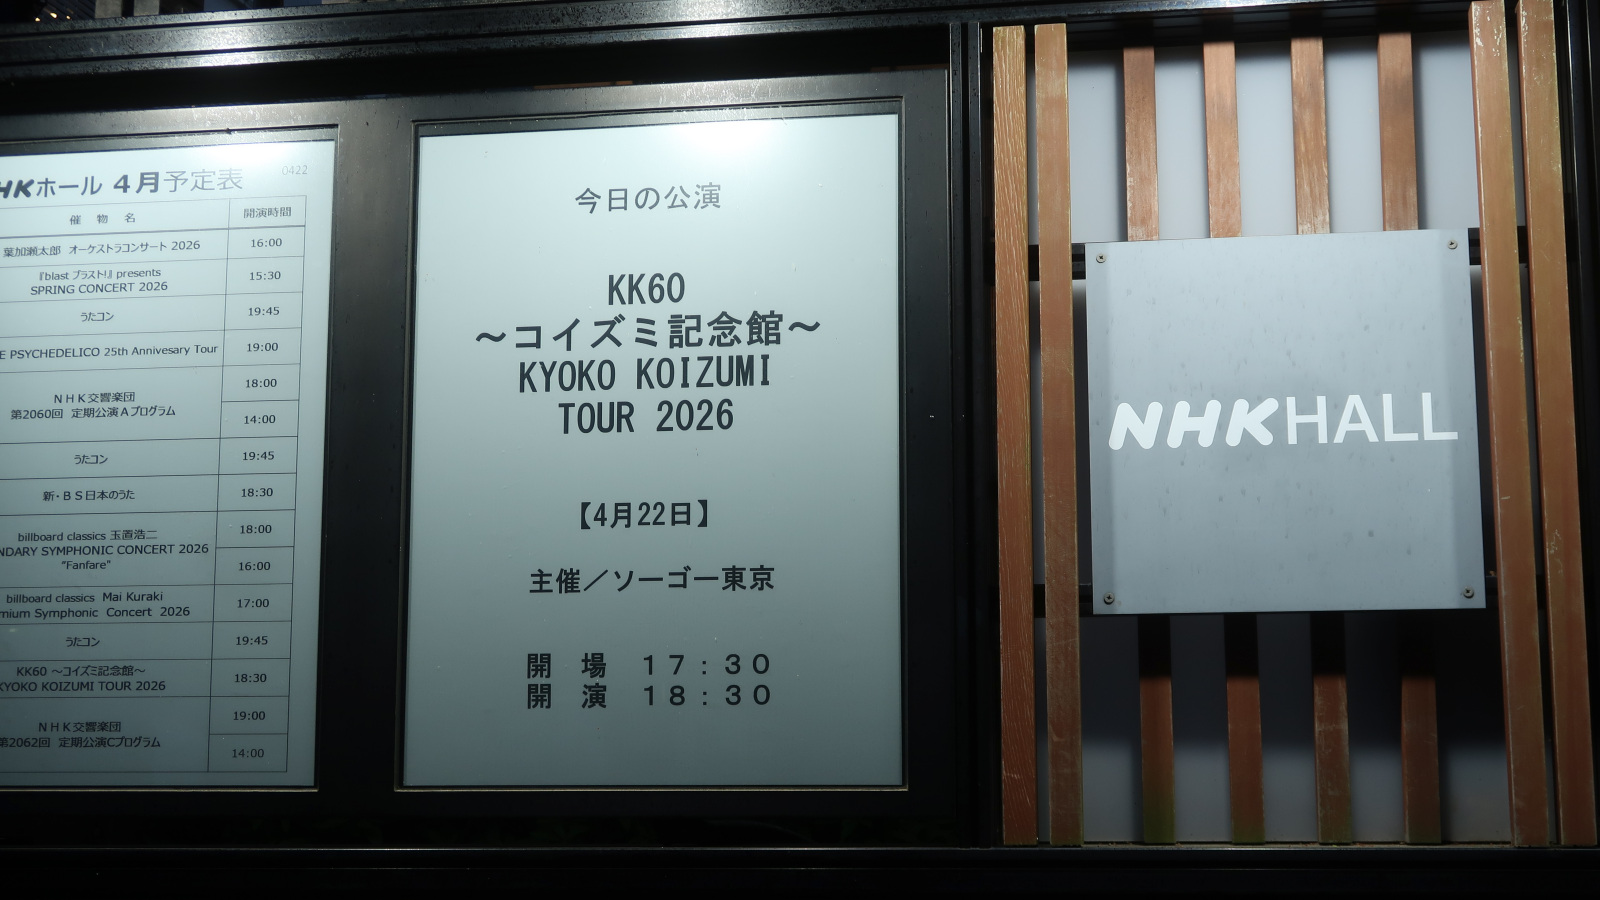 NHKホール 4月予定表
0422
催 物 名 開演時間
葉加瀬太郎 オーケストラコンサート 2026 16:00
『blast ブラスト!』 presents
SPRING CONCERT 2026
15:30
うたコン 19:45
PSYCHEDELICO 25th Annivesary Tour 19:00
NHK交響楽団
第2060回 定期公演Aプログラム
18:00
14:00
うたコン 19:45
新・BS日本のうた 18:30
billboard classics 玉置浩二
SYMPHONIC CONCERT 2026
"Fanfare"
18:00
16:00
billboard classics Mai Kuraki
Symphonic Concert 2026
17:00
うたコン 19:45
KK60 ～コイズミ記念館～
KYOKO KOIZUMI TOUR 2026
18:30
NHK交響楽団
第2062回 定期公演Cプログラム
19:00
14:00
今日の公演
KK60
～コイズミ記念館～
KYOKO KOIZUMI
TOUR 2026
【4月22日】
主催／ソーゴー東京
開 場 17:30
開 演 18:30
NHK HALL